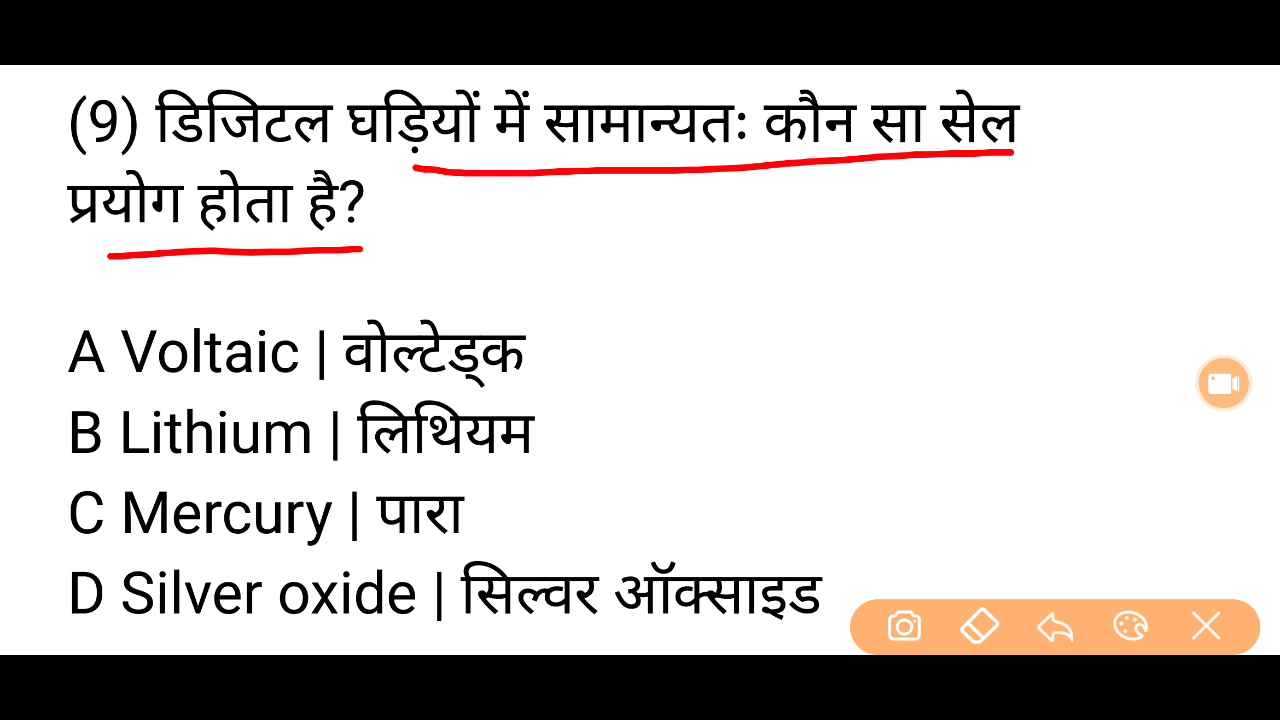 (9) डिजिटल घड़ियों में सामान्यतः कौन सा सेल
प्रयोग होता है?
A Voltaic | वोल्टेड्क
B Lithium | लिथियम
C Mercury | पारा
D Silver oxide | सिल्वर ऑक्साइड